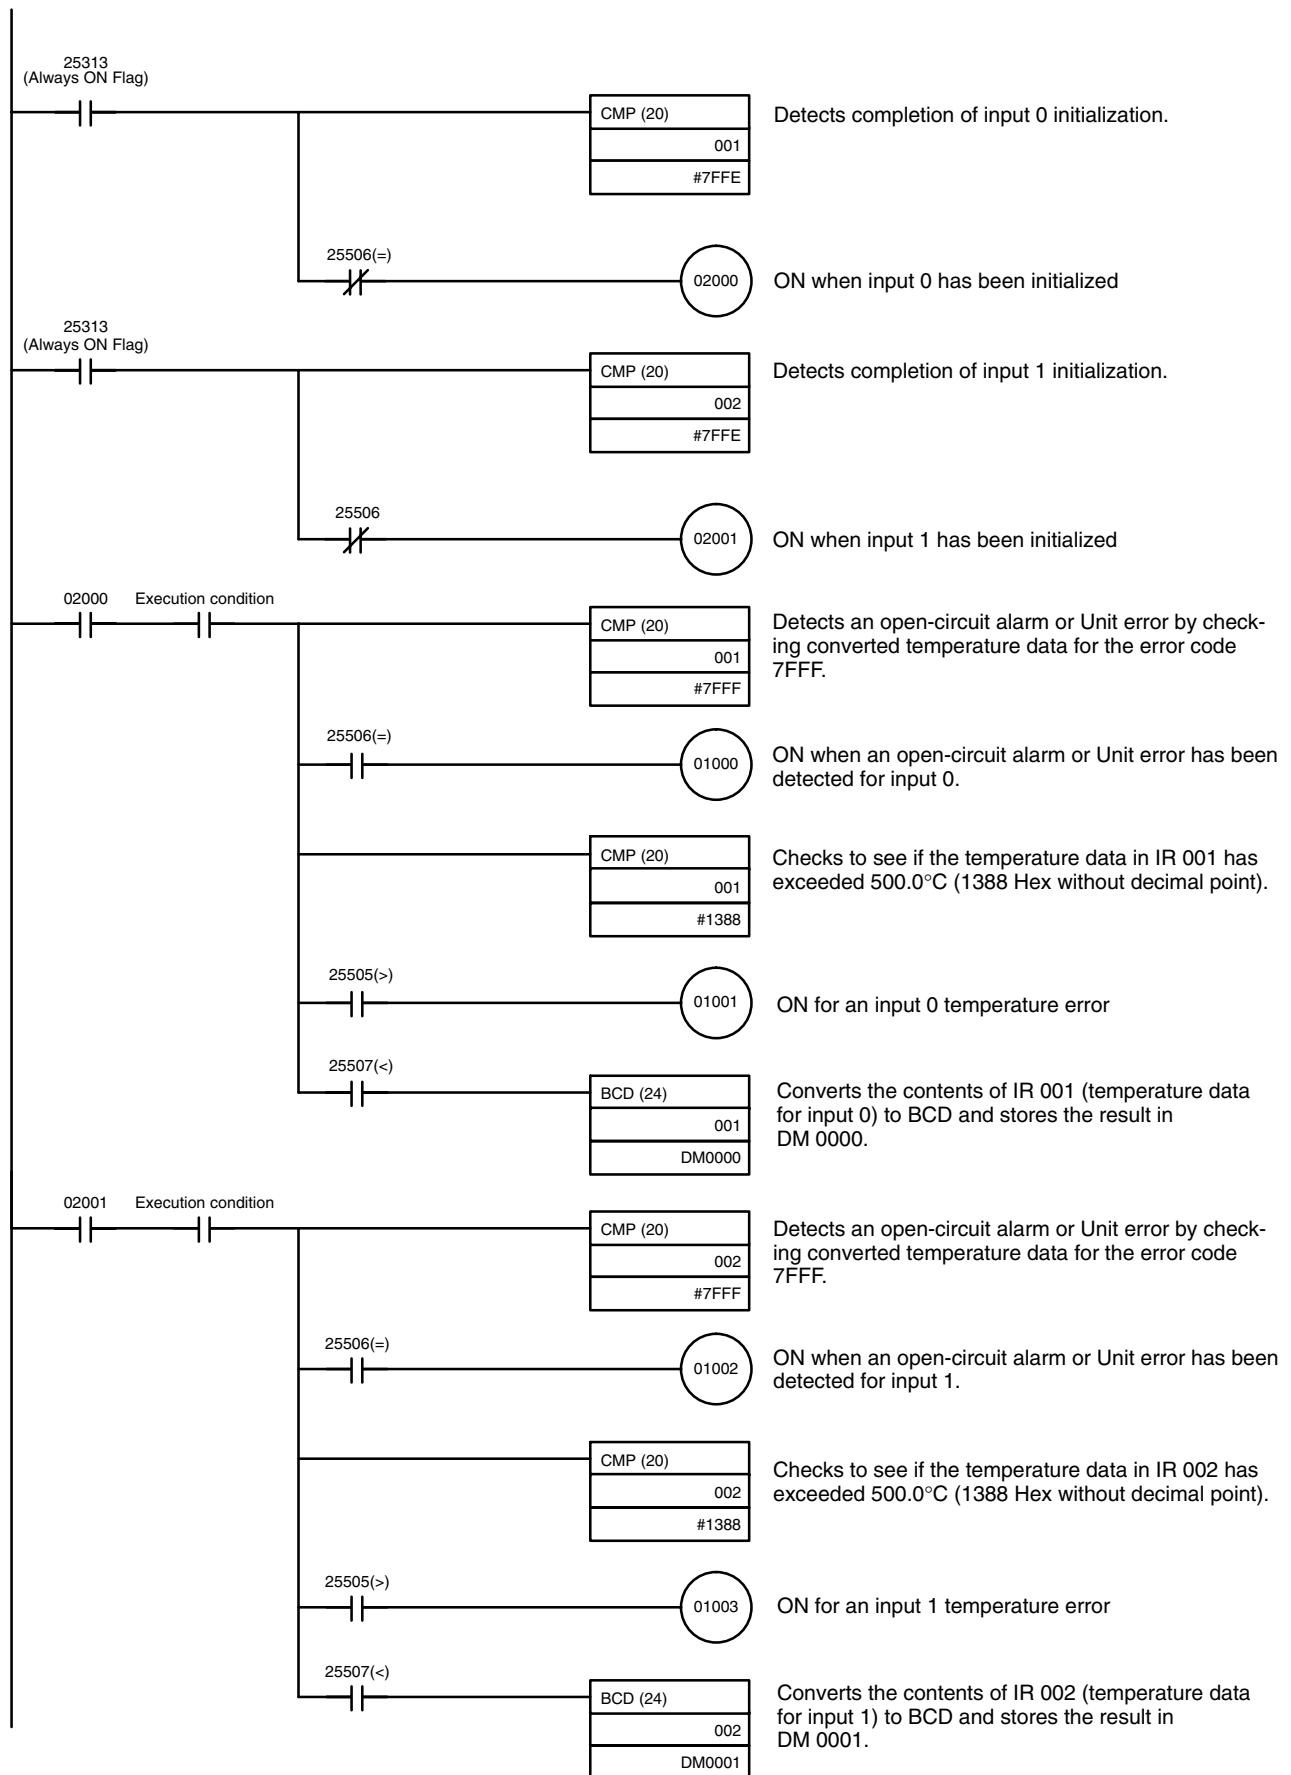 25313
(Always ON Flag)
CMP (20)
001
#7FFE
Detects completion of input 0 initialization.
25506(=)
02000
ON when input 0 has been initialized
25313
(Always ON Flag)
CMP (20)
002
#7FFE
Detects completion of input 1 initialization.
25506
02001
ON when input 1 has been initialized
02000 Execution condition
CMP (20)
001
#7FFF
Detects an open-circuit alarm or Unit error by check-
ing converted temperature data for the error code
7FFF.
25506(=)
01000
ON when an open-circuit alarm or Unit error has been
detected for input 0.
CMP (20)
001
#1388
Checks to see if the temperature data in IR 001 has
exceeded 500.0°C (1388 Hex without decimal point).
25505(>)
01001
ON for an input 0 temperature error
25507(<)
BCD (24)
001
DM0000
Converts the contents of IR 001 (temperature data
for input 0) to BCD and stores the result in
DM 0000.
02001 Execution condition
CMP (20)
002
#7FFF
Detects an open-circuit alarm or Unit error by check-
ing converted temperature data for the error code
7FFF.
25506(=)
01002
ON when an open-circuit alarm or Unit error has been
detected for input 1.
CMP (20)
002
#1388
Checks to see if the temperature data in IR 002 has
exceeded 500.0°C (1388 Hex without decimal point).
25505(>)
01003
ON for an input 1 temperature error
25507(<)
BCD (24)
002
DM0001
Converts the contents of IR 002 (temperature data
for input 1) to BCD and stores the result in
DM 0001.